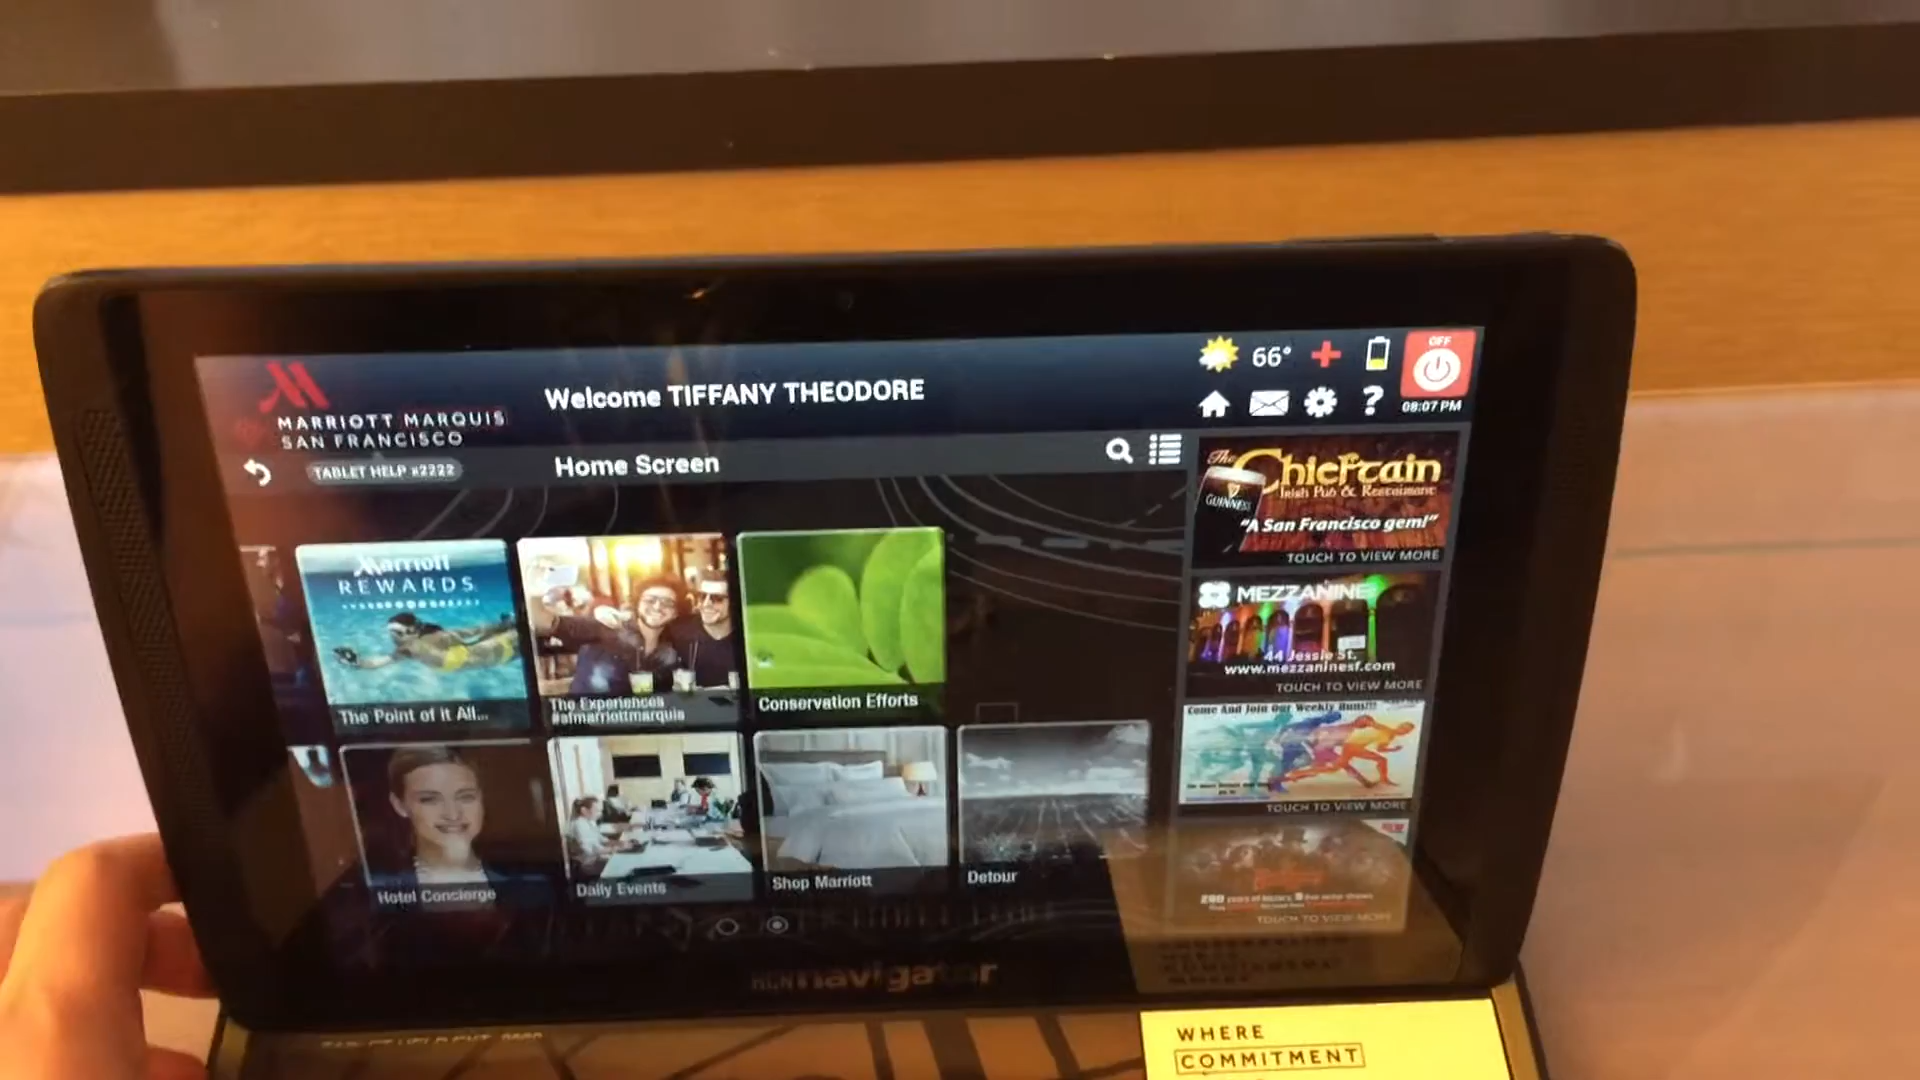 MARRIOTT MARQUIS
SAN FRANCISCO
Welcome TIFFANY THEODORE
66°
OFF
08:07 PM
TABLET HELP x2222
Home Screen
Marriott
REWARDS
The Point of it All...
The Experiences
#sfmarriottmarquis
Conservation Efforts
Hotel Concierge
Daily Events
Shop Marriott
Detour
The
Chieftain
Irish Pub & Restaurant
GUINNESS
"A San Francisco gem!"
TOUCH TO VIEW MORE
MEZZANINE
44 Jessie St.
www.mezzaninesf.com
TOUCH TO VIEW MORE
Come And Join Our Weekly Runs!!!
TOUCH TO VIEW MORE
TOUCH TO VIEW MORE
HCN navigator
WHERE
COMMITMENT